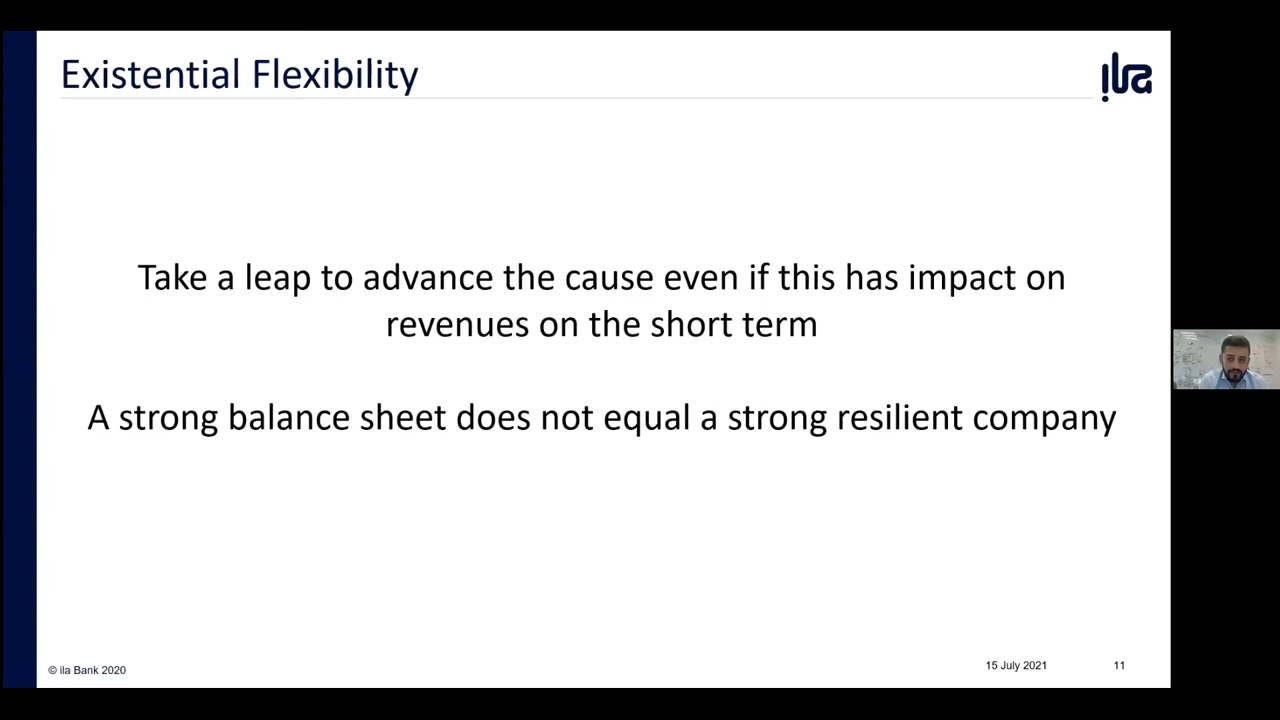 Existential Flexibility
ila
Take a leap to advance the cause even if this has impact on
revenues on the short term
A strong balance sheet does not equal a strong resilient company
© ila Bank 2020
15 July 2021
11